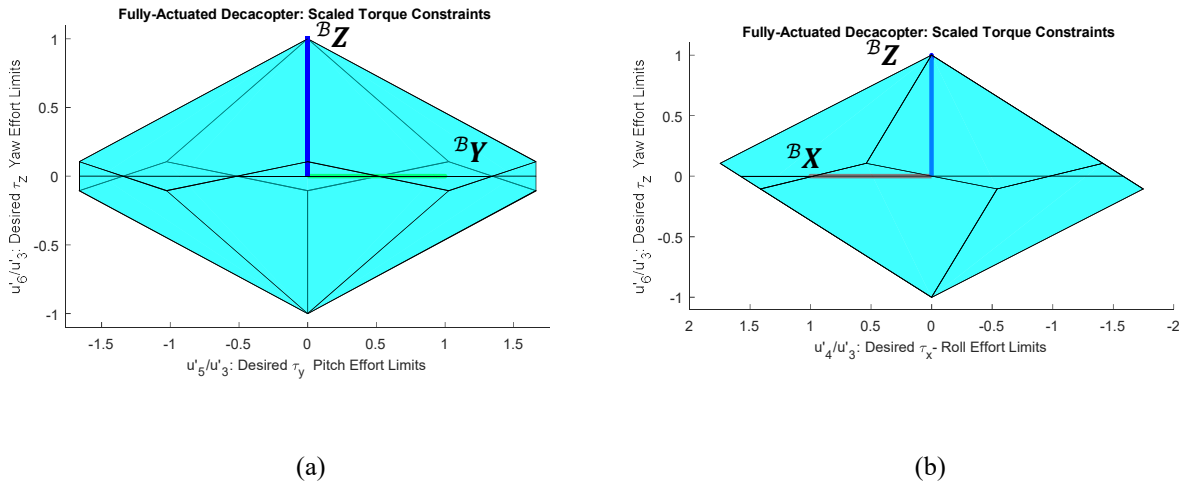 Fully-Actuated Decacopter: Scaled Torque Constraints
ᴮZ
ᴮY
1
0.5
0
-0.5
-1
u'6/u'3: Desired τZ Yaw Effort Limits
-1.5 -1 -0.5 0 0.5 1 1.5
u'5/u'3: Desired τy Pitch Effort Limits
(a)
Fully-Actuated Decacopter: Scaled Torque Constraints
ᴮZ
ᴮX
1
0.5
0
-0.5
-1
u'6/u'3: Desired τZ Yaw Effort Limits
2 1.5 1 0.5 0 -0.5 -1 -1.5 -2
u'4/u'3: Desired τx- Roll Effort Limits
(b)